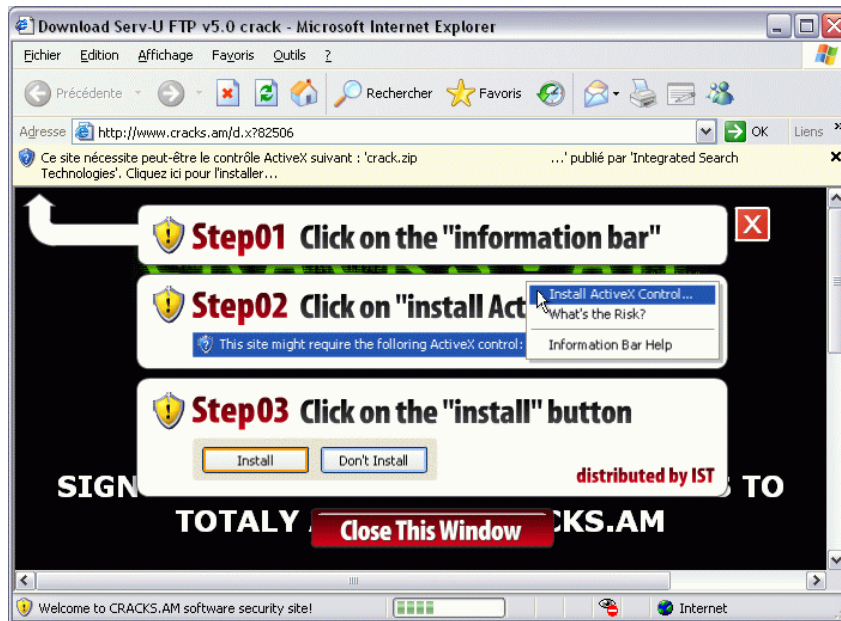 Download Serv-U FTP v5.0 crack - Microsoft Internet Explorer
Fichier Edition Affichage Favoris Outils ?
Précédente Rechercher Favoris
Adresse http://www.cracks.am/d.x?82506 OK Liens »
Ce site nécessite peut-être le contrôle ActiveX suivant : 'crack.zip ...' publié par 'Integrated Search
Technologies'. Cliquez ici pour l'installer...
Step01 Click on the "information bar"
Step02 Click on "install Act
Install ActiveX Control...
What's the Risk?
Information Bar Help
This site might require the folloring ActiveX control:
Step03 Click on the "install" button
Install Don't Install
distributed by IST
SIGN TO
TOTALY CKS.AM
Close This Window
Welcome to CRACKS.AM software security site! Internet